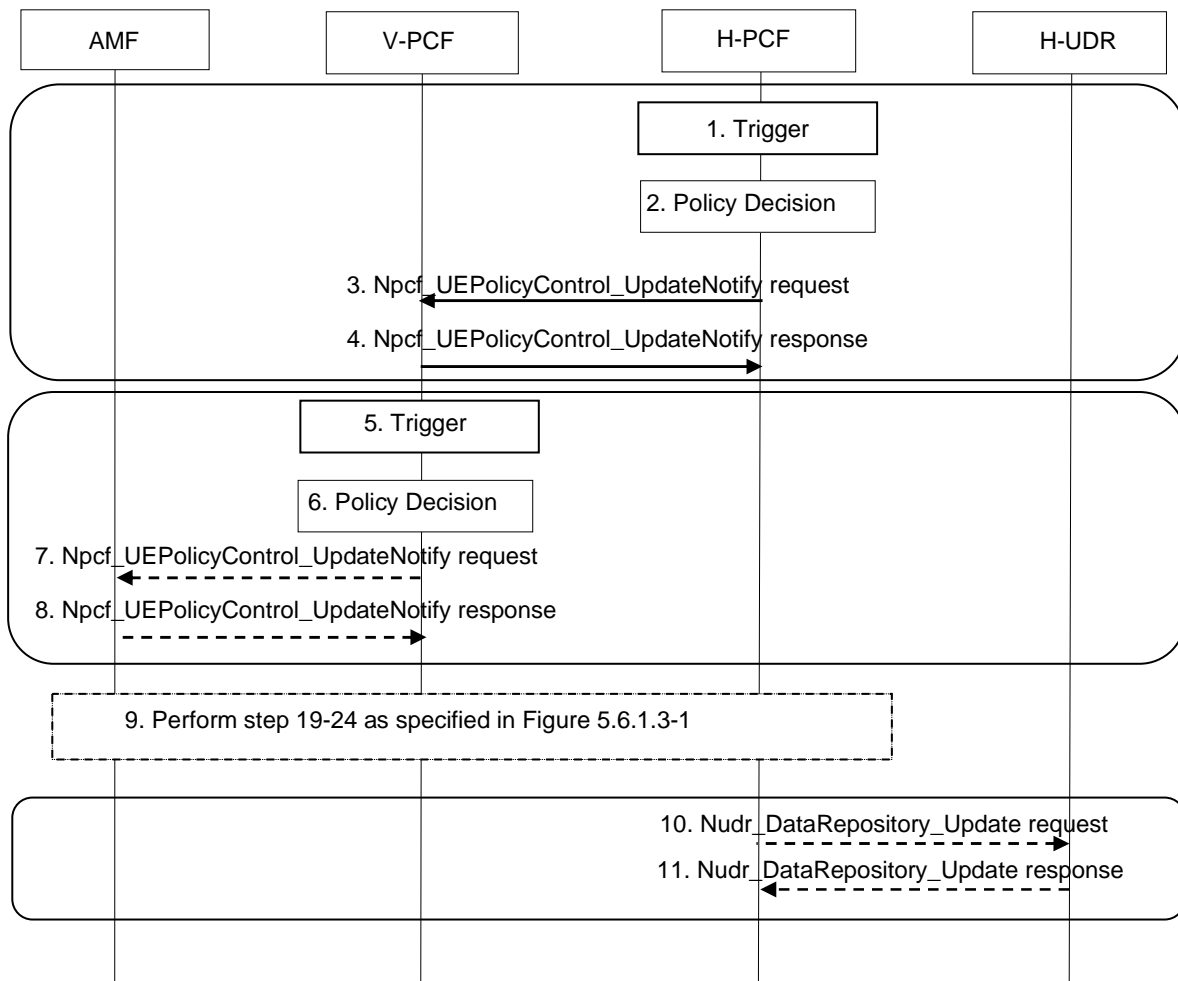 AMF
V-PCF
H-PCF
H-UDR
1. Trigger
2. Policy Decision
3. Npcf_UEPolicyControl_UpdateNotify request
4. Npcf_UEPolicyControl_UpdateNotify response
5. Trigger
6. Policy Decision
7. Npcf_UEPolicyControl_UpdateNotify request
8. Npcf_UEPolicyControl_UpdateNotify response
9. Perform step 19-24 as specified in Figure 5.6.1.3-1
10. Nudr_DataRepository_Update request
11. Nudr_DataRepository_Update response